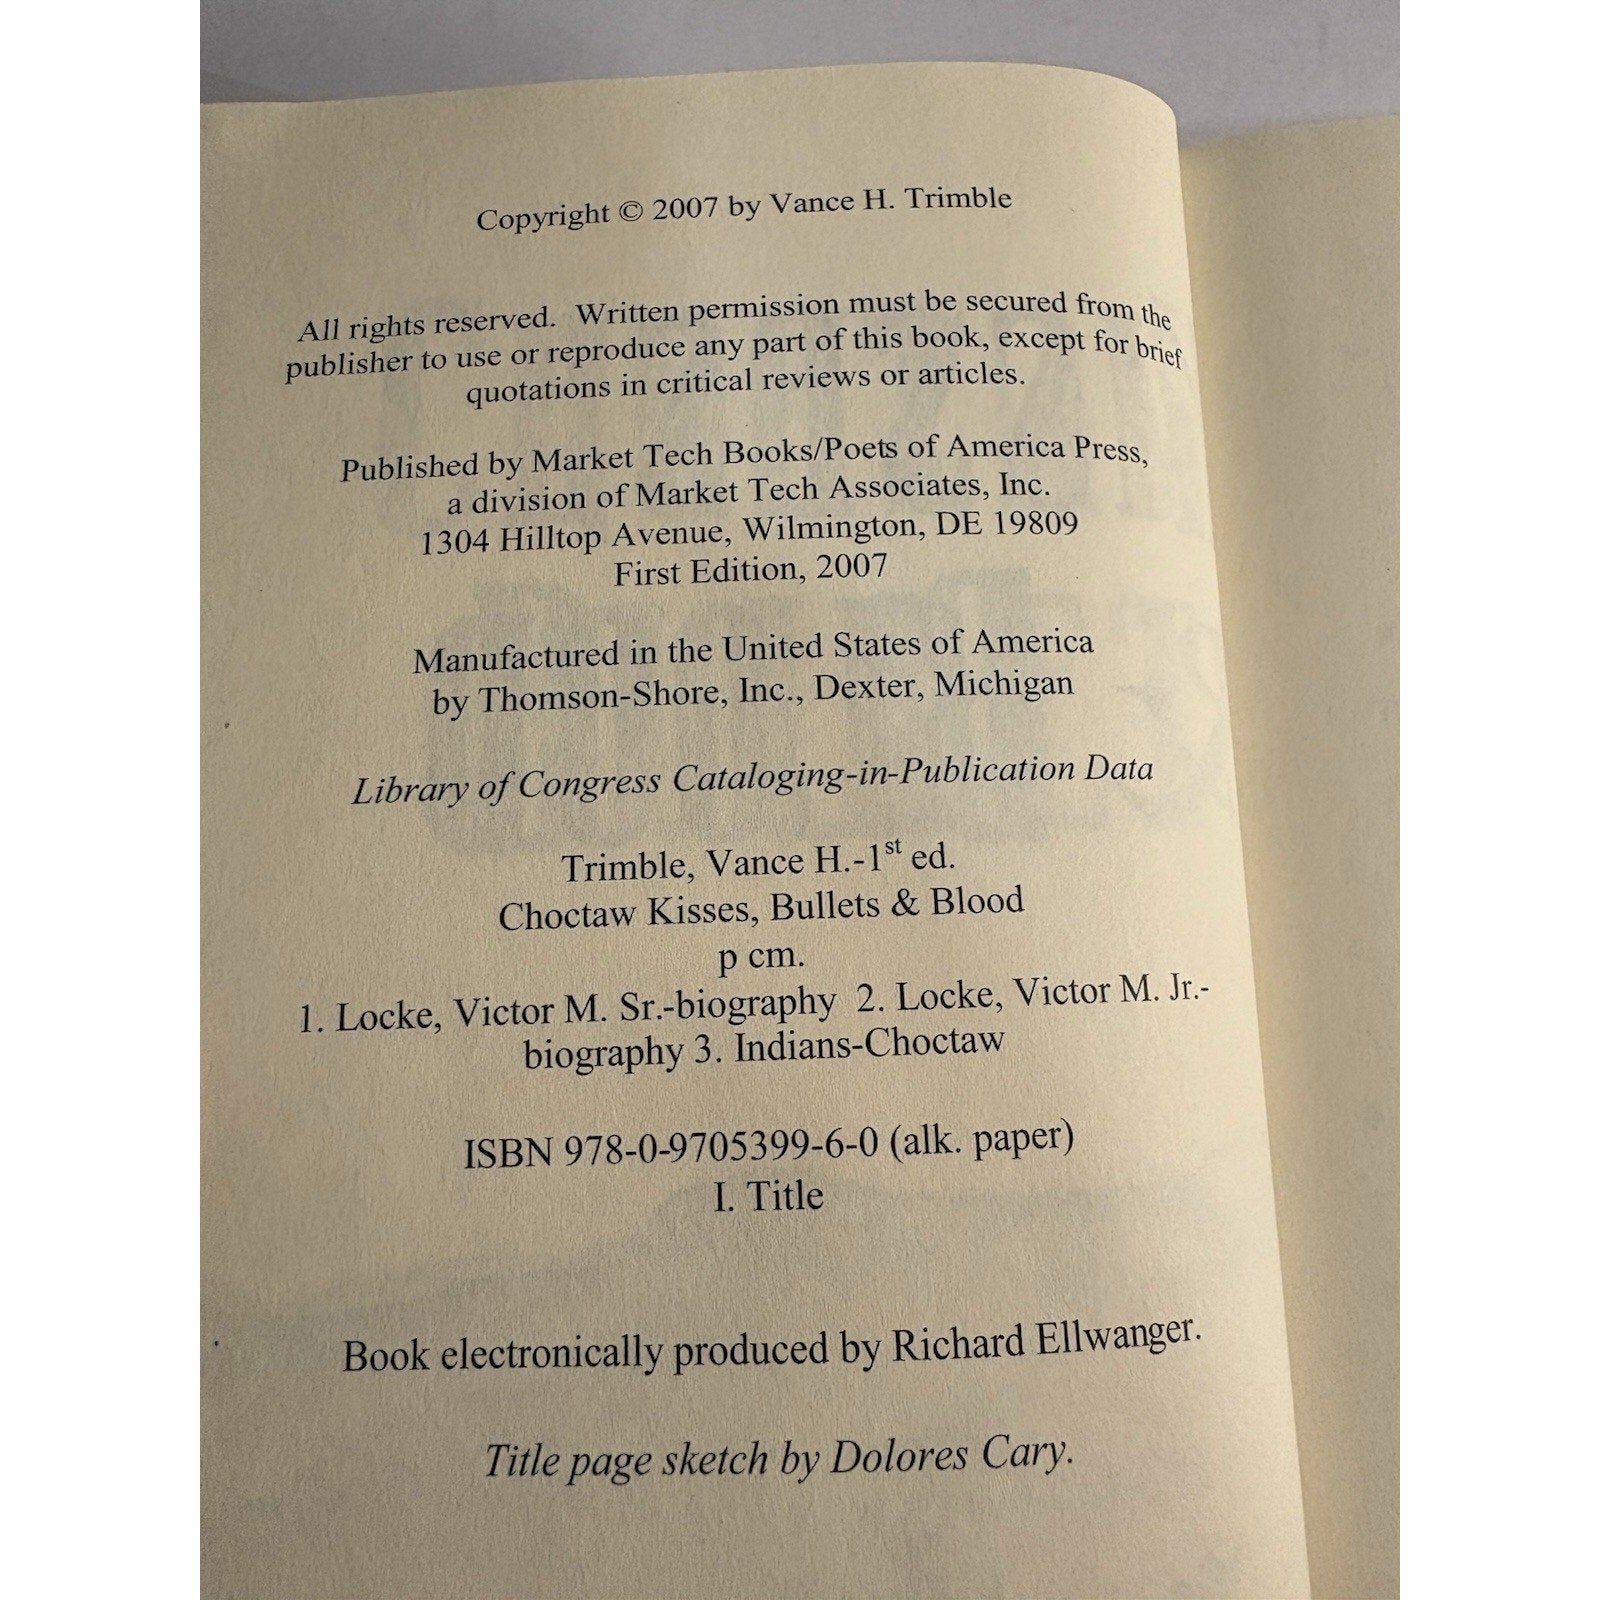 Copyright © 2007 by Vance H. Trimble
All rights reserved. Written permission must be secured from the
publisher to use or reproduce any part of this book, except for brief
quotations in critical reviews or articles.
Published by Market Tech Books/Poets of America Press,
a division of Market Tech Associates, Inc.
1304 Hilltop Avenue, Wilmington, DE 19809
First Edition, 2007
Manufactured in the United States of America
by Thomson-Shore, Inc., Dexter, Michigan
Library of Congress Cataloging-in-Publication Data
Trimble, Vance H.-1st ed.
Choctaw Kisses, Bullets & Blood
p cm.
1. Locke, Victor M. Sr.-biography 2. Locke, Victor M. Jr.-
biography 3. Indians-Choctaw
ISBN 978-0-9705399-6-0 (alk. paper)
I. Title
Book electronically produced by Richard Ellwanger.
Title page sketch by Dolores Cary.